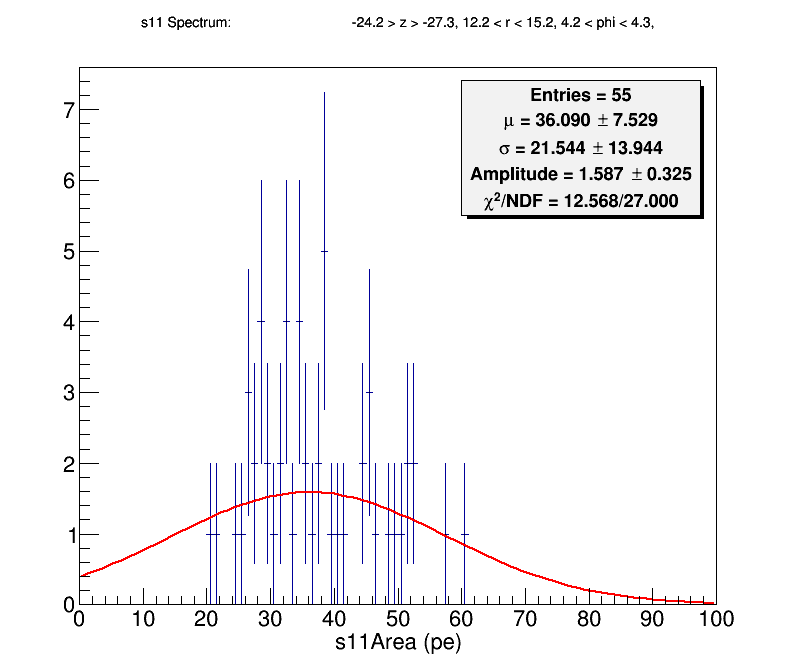 s11 Spectrum: -24.2 > z > -27.3, 12.2 < r < 15.2, 4.2 < phi < 4.3,
Entries = 55
μ = 36.090 ± 7.529
σ = 21.544 ± 13.944
Amplitude = 1.587 ± 0.325
χ²/NDF = 12.568/27.000
7
6
5
4
3
2
1
0
0 10 20 30 40 50 60 70 80 90 100
s11Area (pe)